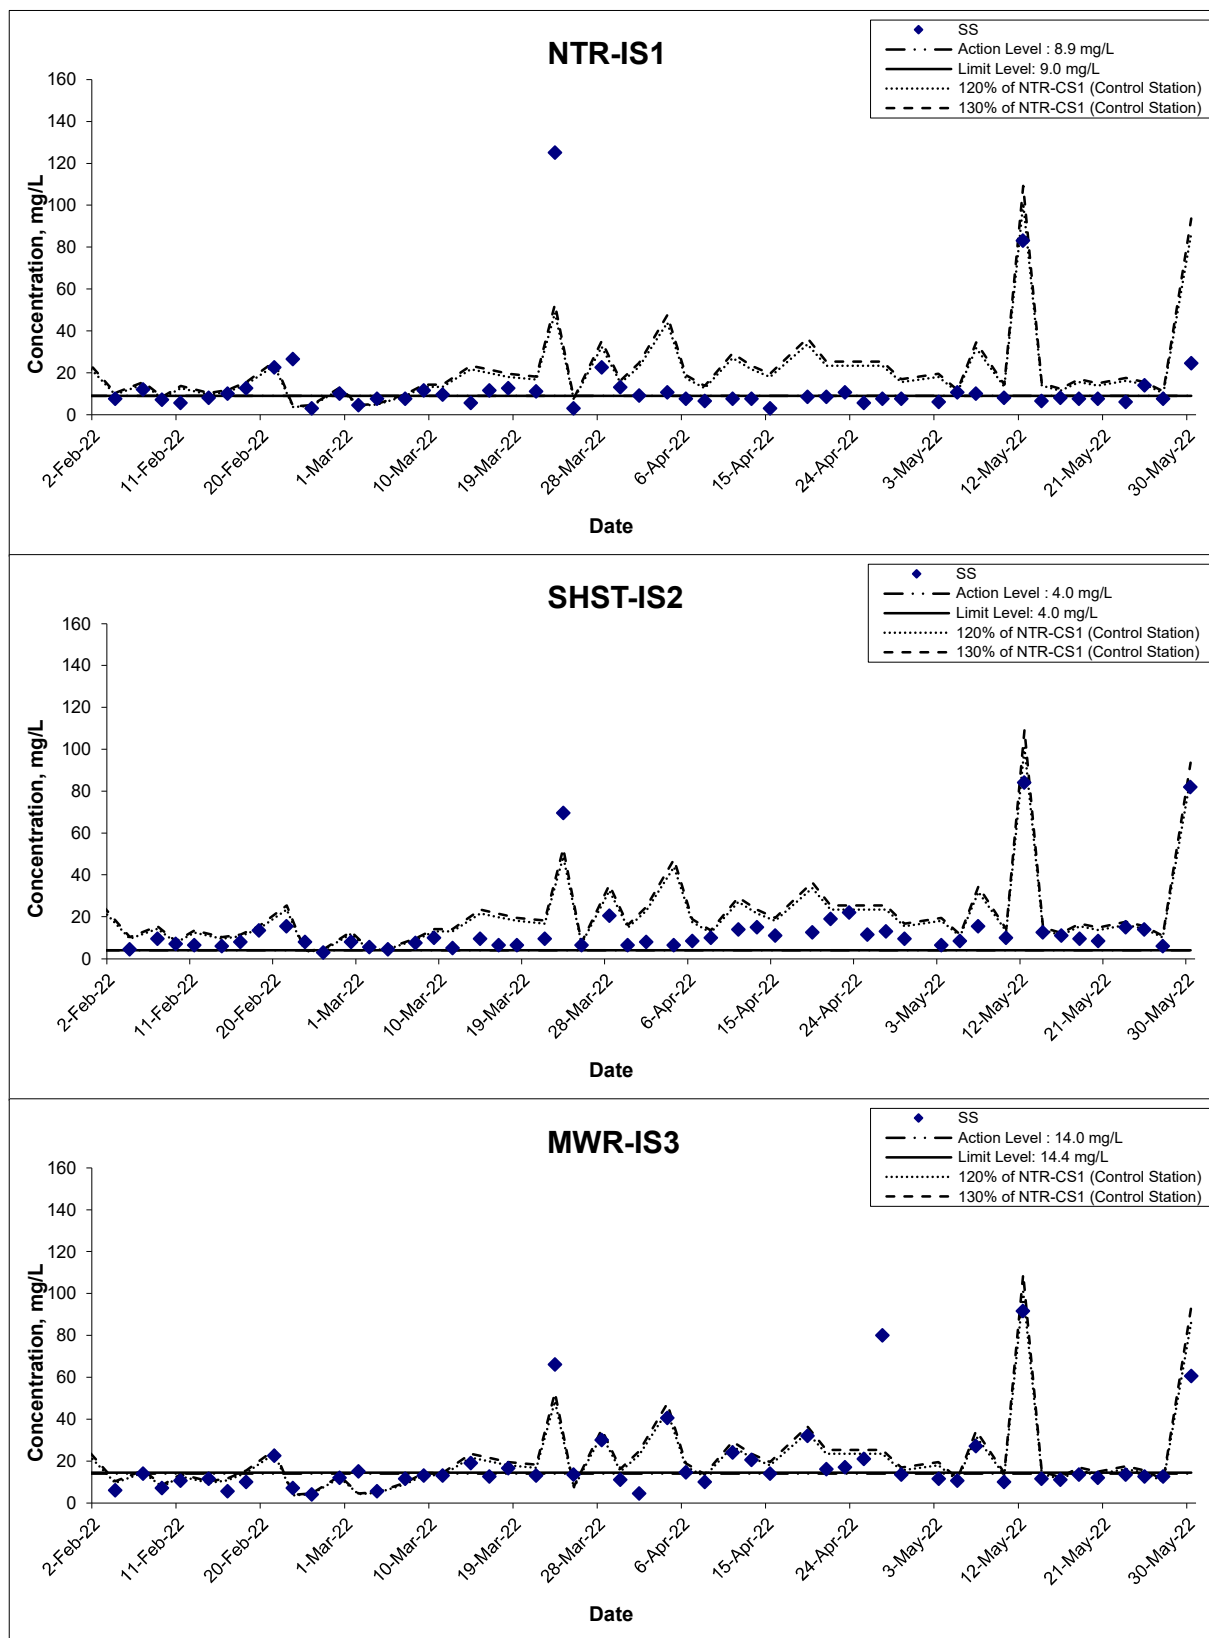 NTR-IS1
SS
Action Level : 8.9 mg/L
Limit Level: 9.0 mg/L
120% of NTR-CS1 (Control Station)
130% of NTR-CS1 (Control Station)
Concentration, mg/L
160
140
120
100
80
60
40
20
0
2-Feb-22
11-Feb-22
20-Feb-22
1-Mar-22
10-Mar-22
19-Mar-22
28-Mar-22
6-Apr-22
15-Apr-22
24-Apr-22
3-May-22
12-May-22
21-May-22
30-May-22
Date
SHST-IS2
SS
Action Level : 4.0 mg/L
Limit Level: 4.0 mg/L
120% of NTR-CS1 (Control Station)
130% of NTR-CS1 (Control Station)
Concentration, mg/L
160
140
120
100
80
60
40
20
0
2-Feb-22
11-Feb-22
20-Feb-22
1-Mar-22
10-Mar-22
19-Mar-22
28-Mar-22
6-Apr-22
15-Apr-22
24-Apr-22
3-May-22
12-May-22
21-May-22
30-May-22
Date
MWR-IS3
SS
Action Level : 14.0 mg/L
Limit Level: 14.4 mg/L
120% of NTR-CS1 (Control Station)
130% of NTR-CS1 (Control Station)
Concentration, mg/L
160
140
120
100
80
60
40
20
0
2-Feb-22
11-Feb-22
20-Feb-22
1-Mar-22
10-Mar-22
19-Mar-22
28-Mar-22
6-Apr-22
15-Apr-22
24-Apr-22
3-May-22
12-May-22
21-May-22
30-May-22
Date